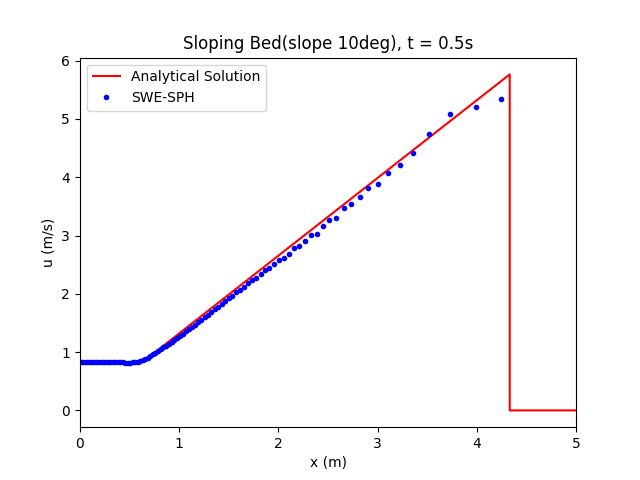 Sloping Bed(slope 10deg), t = 0.5s
Analytical Solution
SWE-SPH
u (m/s)
6
5
4
3
2
1
0
0 1 2 3 4 5
x (m)